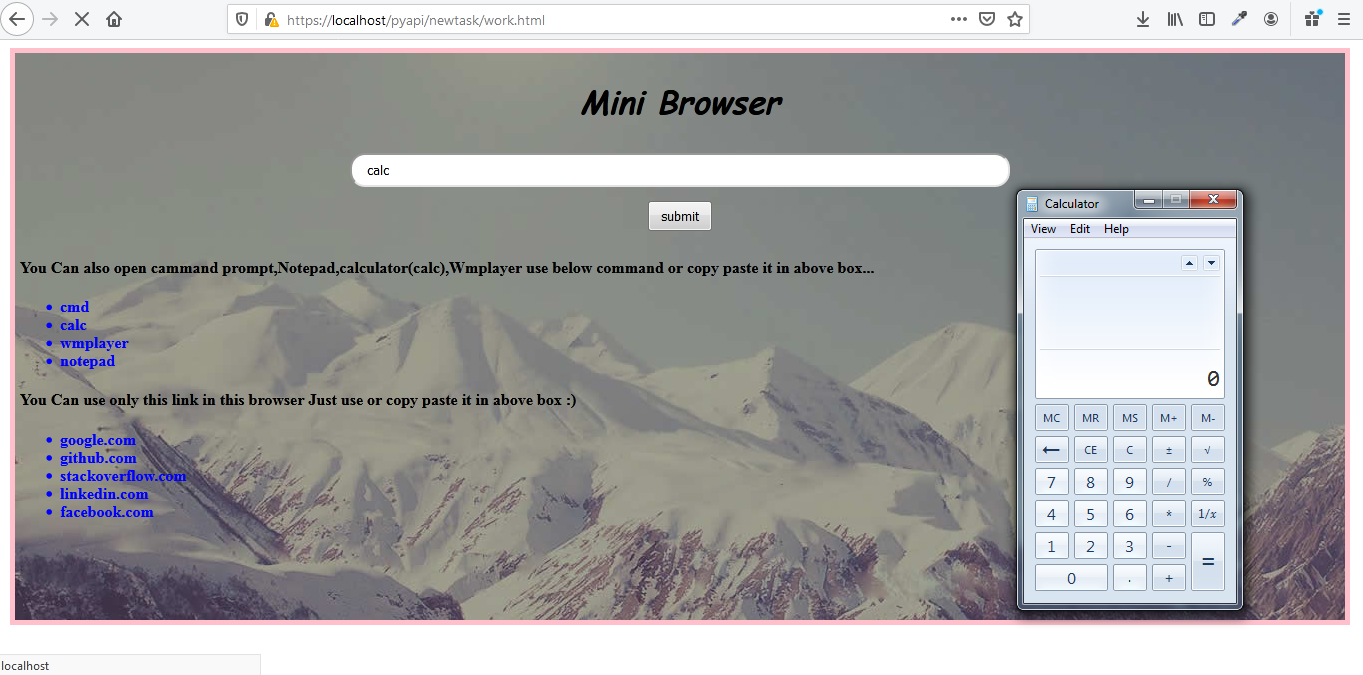 https://localhost/pyapi/newtask/work.html
Mini Browser
calc
submit
You Can also open cammand prompt,Notepad,calculator(calc),Wmplayer use below command or copy paste it in above box...
cmd
calc
wmplayer
notepad
You Can use only this link in this browser Just use or copy paste it in above box :)
google.com
github.com
stackoverflow.com
linkedin.com
facebook.com
Calculator
View Edit Help
0
MC MR MS M+ M-
← CE C ± √
7 8 9 / %
4 5 6 * 1/x
1 2 3 - =
0 . +
localhost